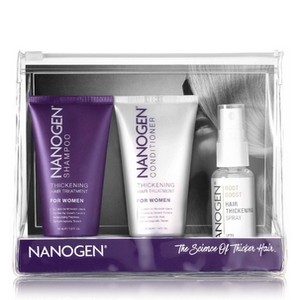 NANOGEN®
SHAMPOO
THICKENING
HAIR TREATMENT
FOR WOMEN
NANOGEN®
CONDITIONER
THICKENING
HAIR TREATMENT
FOR WOMEN
ROOT
BOOST
HAIR
THICKENING
SPRAY
NANOGEN®
The Science Of Thicker Hair